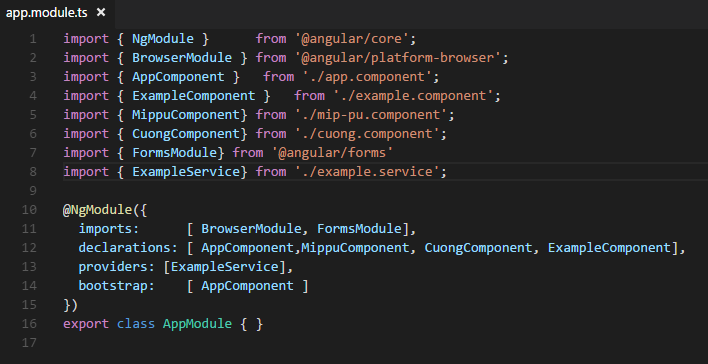 app.module.ts ×
1 import { NgModule }      from '@angular/core';
2 import { BrowserModule } from '@angular/platform-browser';
3 import { AppComponent }   from './app.component';
4 import { ExampleComponent }   from './example.component';
5 import { MippuComponent} from './mip-pu.component';
6 import { CuongComponent} from './cuong.component';
7 import { FormsModule} from '@angular/forms'
8 import { ExampleService} from './example.service';
9
10 @NgModule({
11   imports:      [ BrowserModule, FormsModule],
12   declarations: [ AppComponent,MippuComponent, CuongComponent, ExampleComponent],
13   providers: [ExampleService],
14   bootstrap:    [ AppComponent ]
15 })
16 export class AppModule { }
17